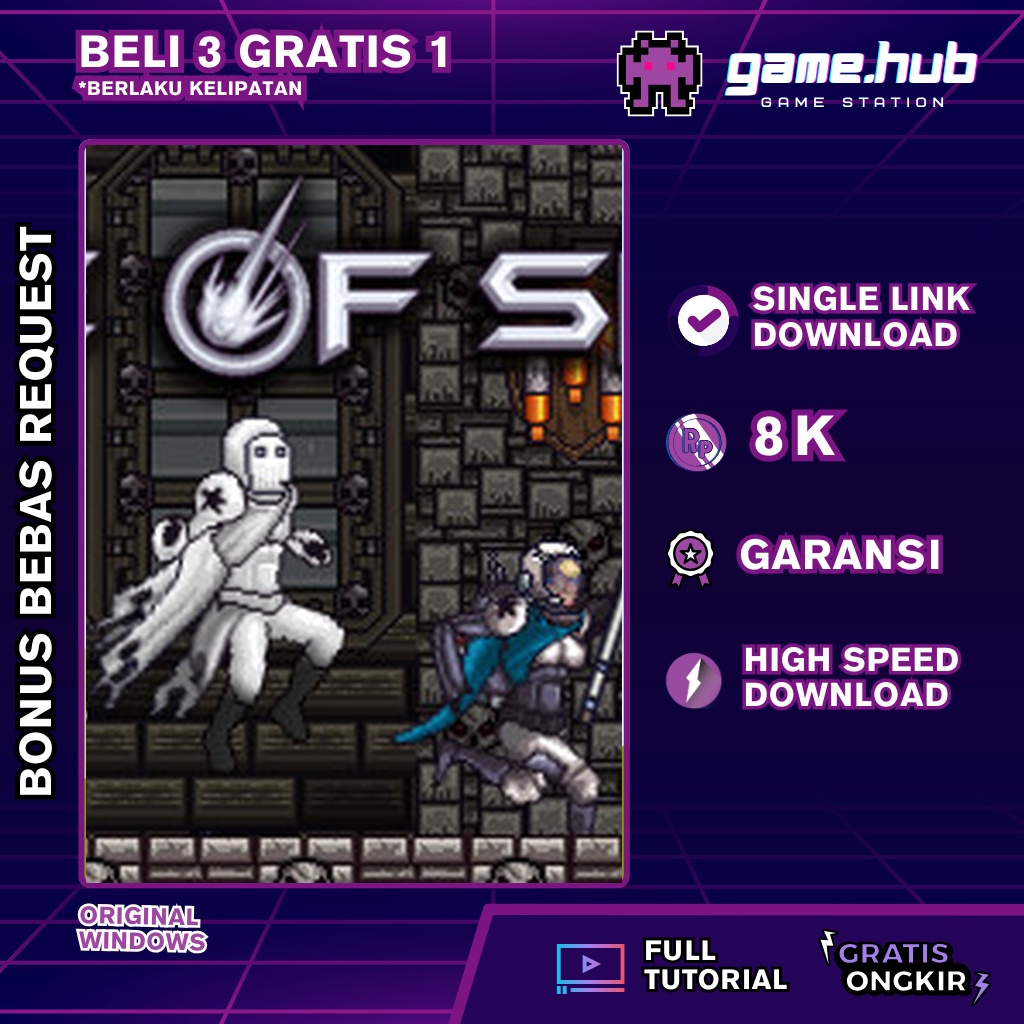 BELI 3 GRATIS 1
*BERLAKU KELIPATAN
game.hub
GAME STATION
BONUS BEBAS REQUEST
OF S
SINGLE LINK
DOWNLOAD
Rp
8K
GARANSI
HIGH SPEED
DOWNLOAD
ORIGINAL
WINDOWS
FULL
TUTORIAL
GRATIS
ONGKIR